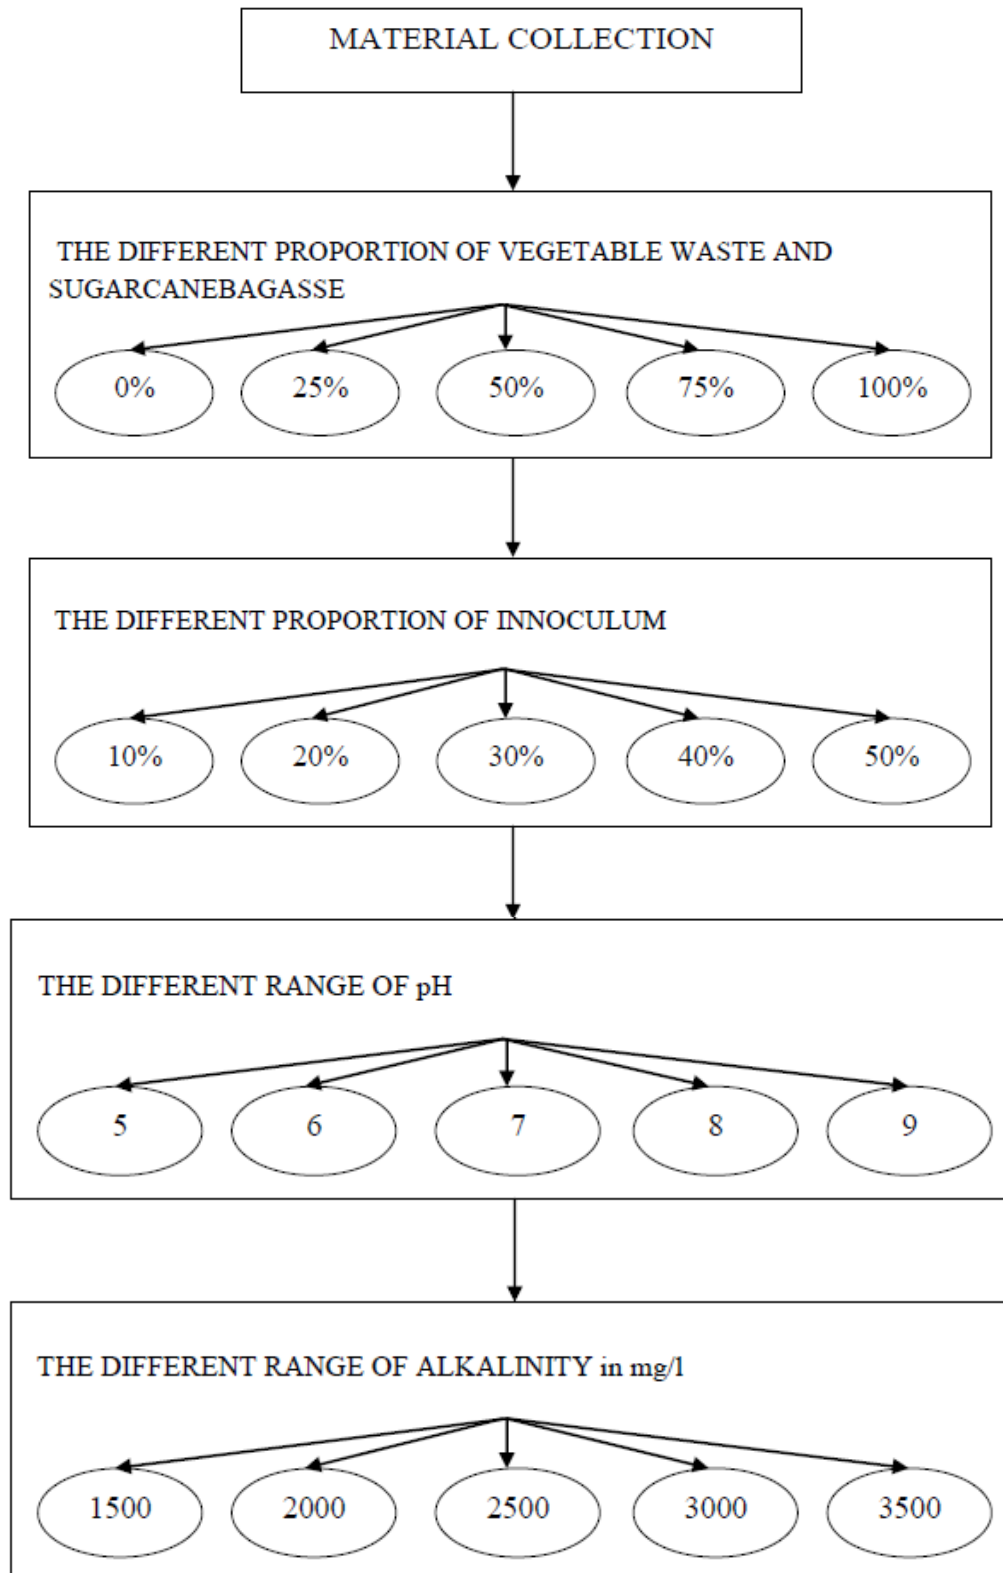 MATERIAL COLLECTION
THE DIFFERENT PROPORTION OF VEGETABLE WASTE AND
SUGARCANEBAGASSE
0% 25% 50% 75% 100%
THE DIFFERENT PROPORTION OF INNOCULUM
10% 20% 30% 40% 50%
THE DIFFERENT RANGE OF pH
5 6 7 8 9
THE DIFFERENT RANGE OF ALKALINITY in mg/l
1500 2000 2500 3000 3500